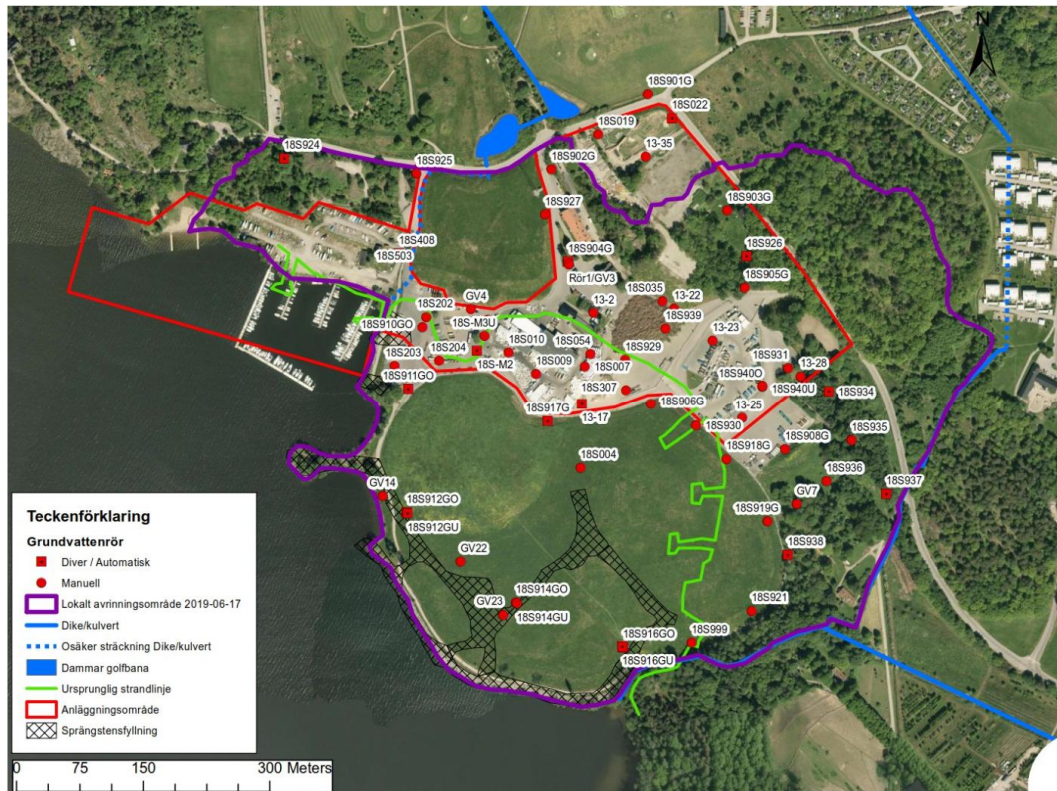 N
18S901G
18S022
18S019
13-35
18S924
18S925
18S902G
18S927
18S903G
18S408
18S503
18S904G
Rör1/GV3
18S926
18S905G
18S035
13-22
GV4
13-2
18S202
18S-M3U
18S939
18S910GO
18S010
18S054
13-23
18S929
18S204
18S009
18S007
18S931
13-28
18S203
18S-M2
18S940O
18S940U
18S911GO
18S307
18S934
18S917G
18S906G
13-17
13-25
18S930
18S908G
18S935
18S004
18S918G
18S936
18S937
GV14
18S912GO
GV7
18S912GU
18S919G
18S938
GV22
18S914GO
GV23
18S914GU
18S921
18S916GO
18S999
18S916GU
Teckenförklaring
Grundvattenrör
Diver / Automatisk
Manuell
Lokalt avrinningsområde 2019-06-17
Dike/kulvert
Osäker sträckning Dike/kulvert
Dammar golfbana
Ursprunglig strandlinje
Anläggningsområde
Sprängstensfyllning
0 75 150 300 Meters